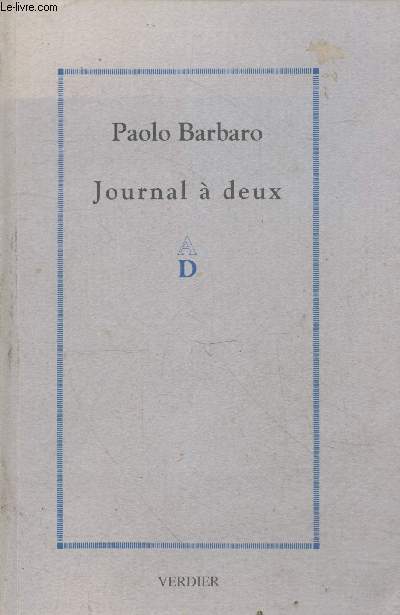 Le-livre.com
Paolo Barbaro
Journal à deux
A
D
VERDIER